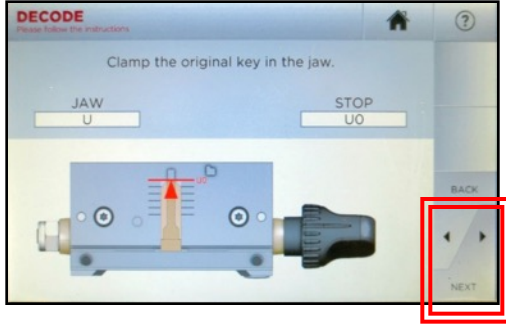 DECODE
Please follow the instructions
?
Clamp the original key in the jaw.
JAW
U
STOP
U0
U0
BACK
NEXT